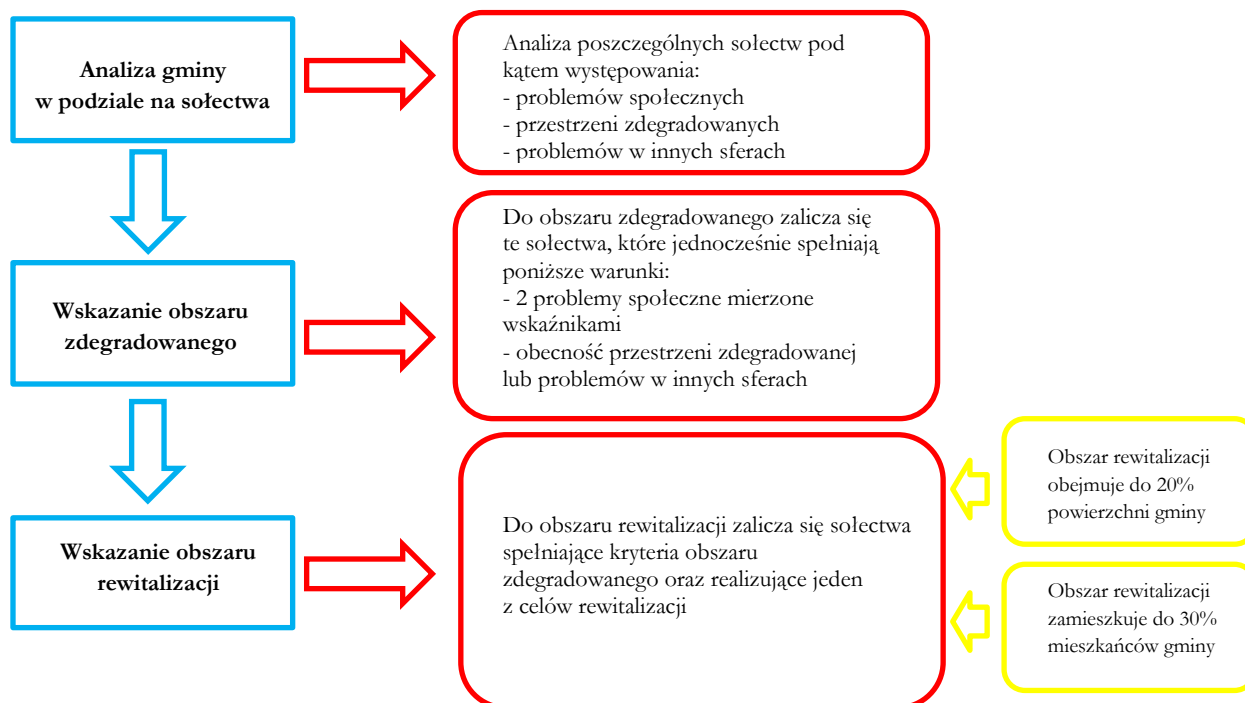 Analiza gminy
w podziale na sołectwa
Analiza poszczególnych sołectw pod
kątem występowania:
- problemów społecznych
- przestrzeni zdegradowanych
- problemów w innych sferach
Wskazanie obszaru
zdegradowanego
Do obszaru zdegradowanego zalicza się
te sołectwa, które jednocześnie spełniają
poniższe warunki:
- 2 problemy społeczne mierzone
wskaźnikami
- obecność przestrzeni zdegradowanej
lub problemów w innych sferach
Wskazanie obszaru
rewitalizacji
Do obszaru rewitalizacji zalicza się sołectwa
spełniające kryteria obszaru
zdegradowanego oraz realizujące jeden
z celów rewitalizacji
Obszar rewitalizacji
obejmuje do 20%
powierzchni gminy
Obszar rewitalizacji
zamieszkuje do 30%
mieszkańców gminy